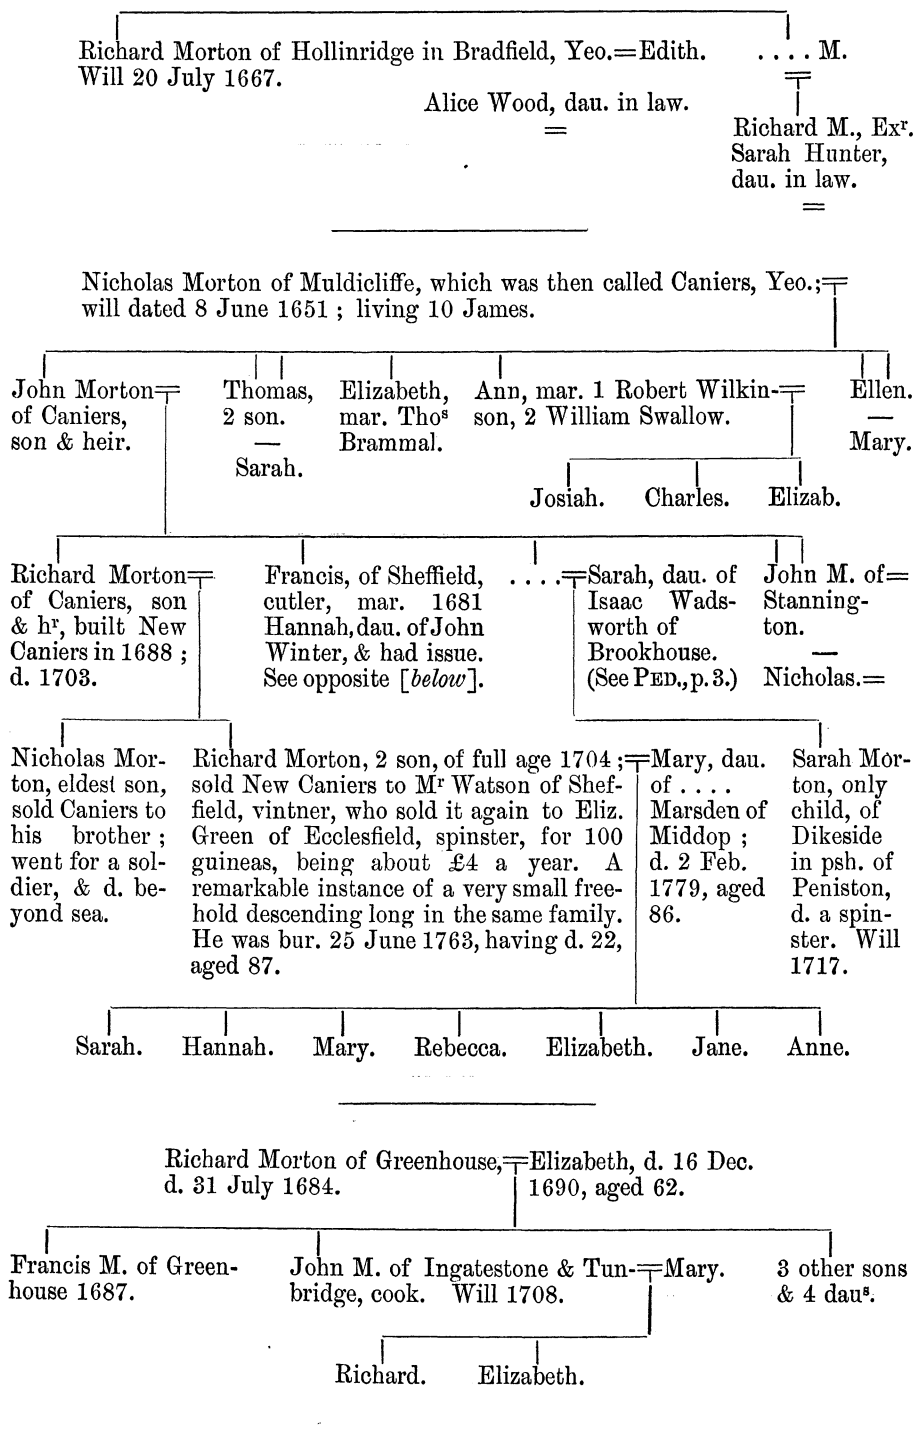 Richard Morton of Hollinridge in Bradfield, Yeo.=Edith.
Will 20 July 1667.
. . . . M.
Alice Wood, dau. in law.
=
Richard M., Exʳ.
Sarah Hunter,
dau. in law.
=
Nicholas Morton of Muldicliffe, which was then called Caniers, Yeo.;=
will dated 8 June 1651 ; living 10 James.
John Morton=
of Caniers,
son & heir.
Thomas,
2 son.
—
Sarah.
Elizabeth,
mar. Thoˢ
Brammal.
Ann, mar. 1 Robert Wilkin-=
son, 2 William Swallow.
Ellen.
—
Mary.
Josiah.
Charles.
Elizab.
Richard Morton=
of Caniers, son
& hʳ, built New
Caniers in 1688 ;
d. 1703.
Francis, of Sheffield,
cutler, mar. 1681
Hannah, dau. of John
Winter, & had issue.
See opposite [below].
. . . .=Sarah, dau. of
Isaac Wads-
worth of
Brookhouse.
(See PED., p. 3.)
John M. of=
Stanning-
ton.
—
Nicholas.=
Nicholas Mor-
ton, eldest son,
sold Caniers to
his brother ;
went for a sol-
dier, & d. be-
yond sea.
Richard Morton, 2 son, of full age 1704 ;=
sold New Caniers to Mʳ Watson of Shef-
field, vintner, who sold it again to Eliz.
Green of Ecclesfield, spinster, for 100
guineas, being about £4 a year. A
remarkable instance of a very small free-
hold descending long in the same family.
He was bur. 25 June 1763, having d. 22,
aged 87.
Mary, dau.
of . . . .
Marsden of
Middop ;
d. 2 Feb.
1779, aged
86.
Sarah Mor-
ton, only
child, of
Dikeside
in psh. of
Peniston,
d. a spin-
ster. Will
1717.
Sarah.
Hannah.
Mary.
Rebecca.
Elizabeth.
Jane.
Anne.
Richard Morton of Greenhouse,=Elizabeth, d. 16 Dec.
d. 31 July 1684.
1690, aged 62.
Francis M. of Green-
house 1687.
John M. of Ingatestone & Tun-=Mary.
bridge, cook. Will 1708.
3 other sons
& 4 dauˢ.
Richard.
Elizabeth.